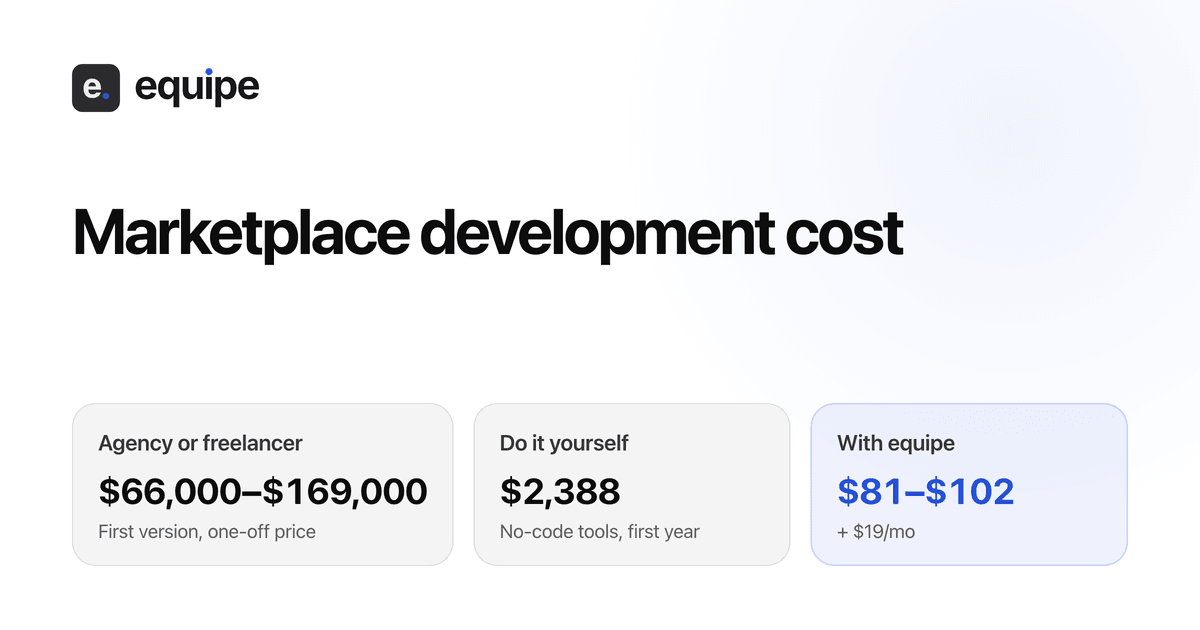 e. equipe
Marketplace development cost
Agency or freelancer
$66,000–$169,000
First version, one-off price
Do it yourself
$2,388
No-code tools, first year
With equipe
$81–$102
+ $19/mo